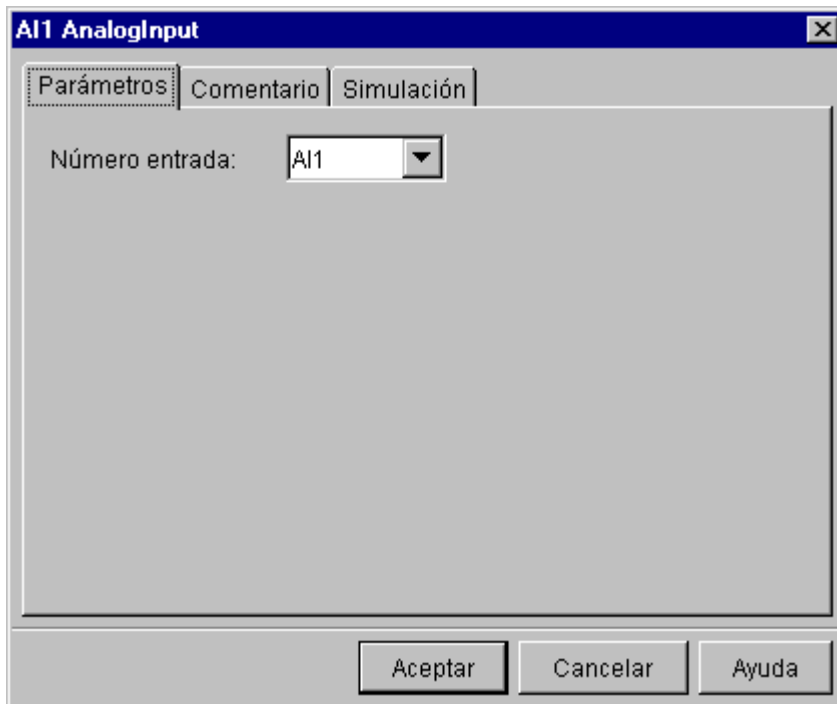 AI1 AnalogInput
Parámetros Comentario Simulación
Número entrada: AI1
Aceptar Cancelar Ayuda